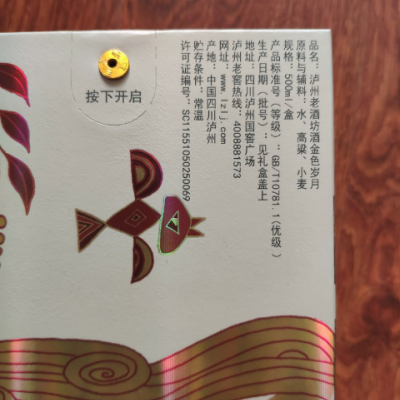 按下开启
品名：泸州老酒坊酒金色岁月
原料与辅料：水、高粱、小麦
规格：500ml/盒
产品标准号（等级）：GB/T10781.1（优级）
生产日期（批号）：见礼盒盖上
地址：四川泸州国窖广场
泸州老窖热线：4008881573
网址：www.lzlj.com
产地：中国四川泸州
贮存条件：常温
许可证编号：SC11551050250069